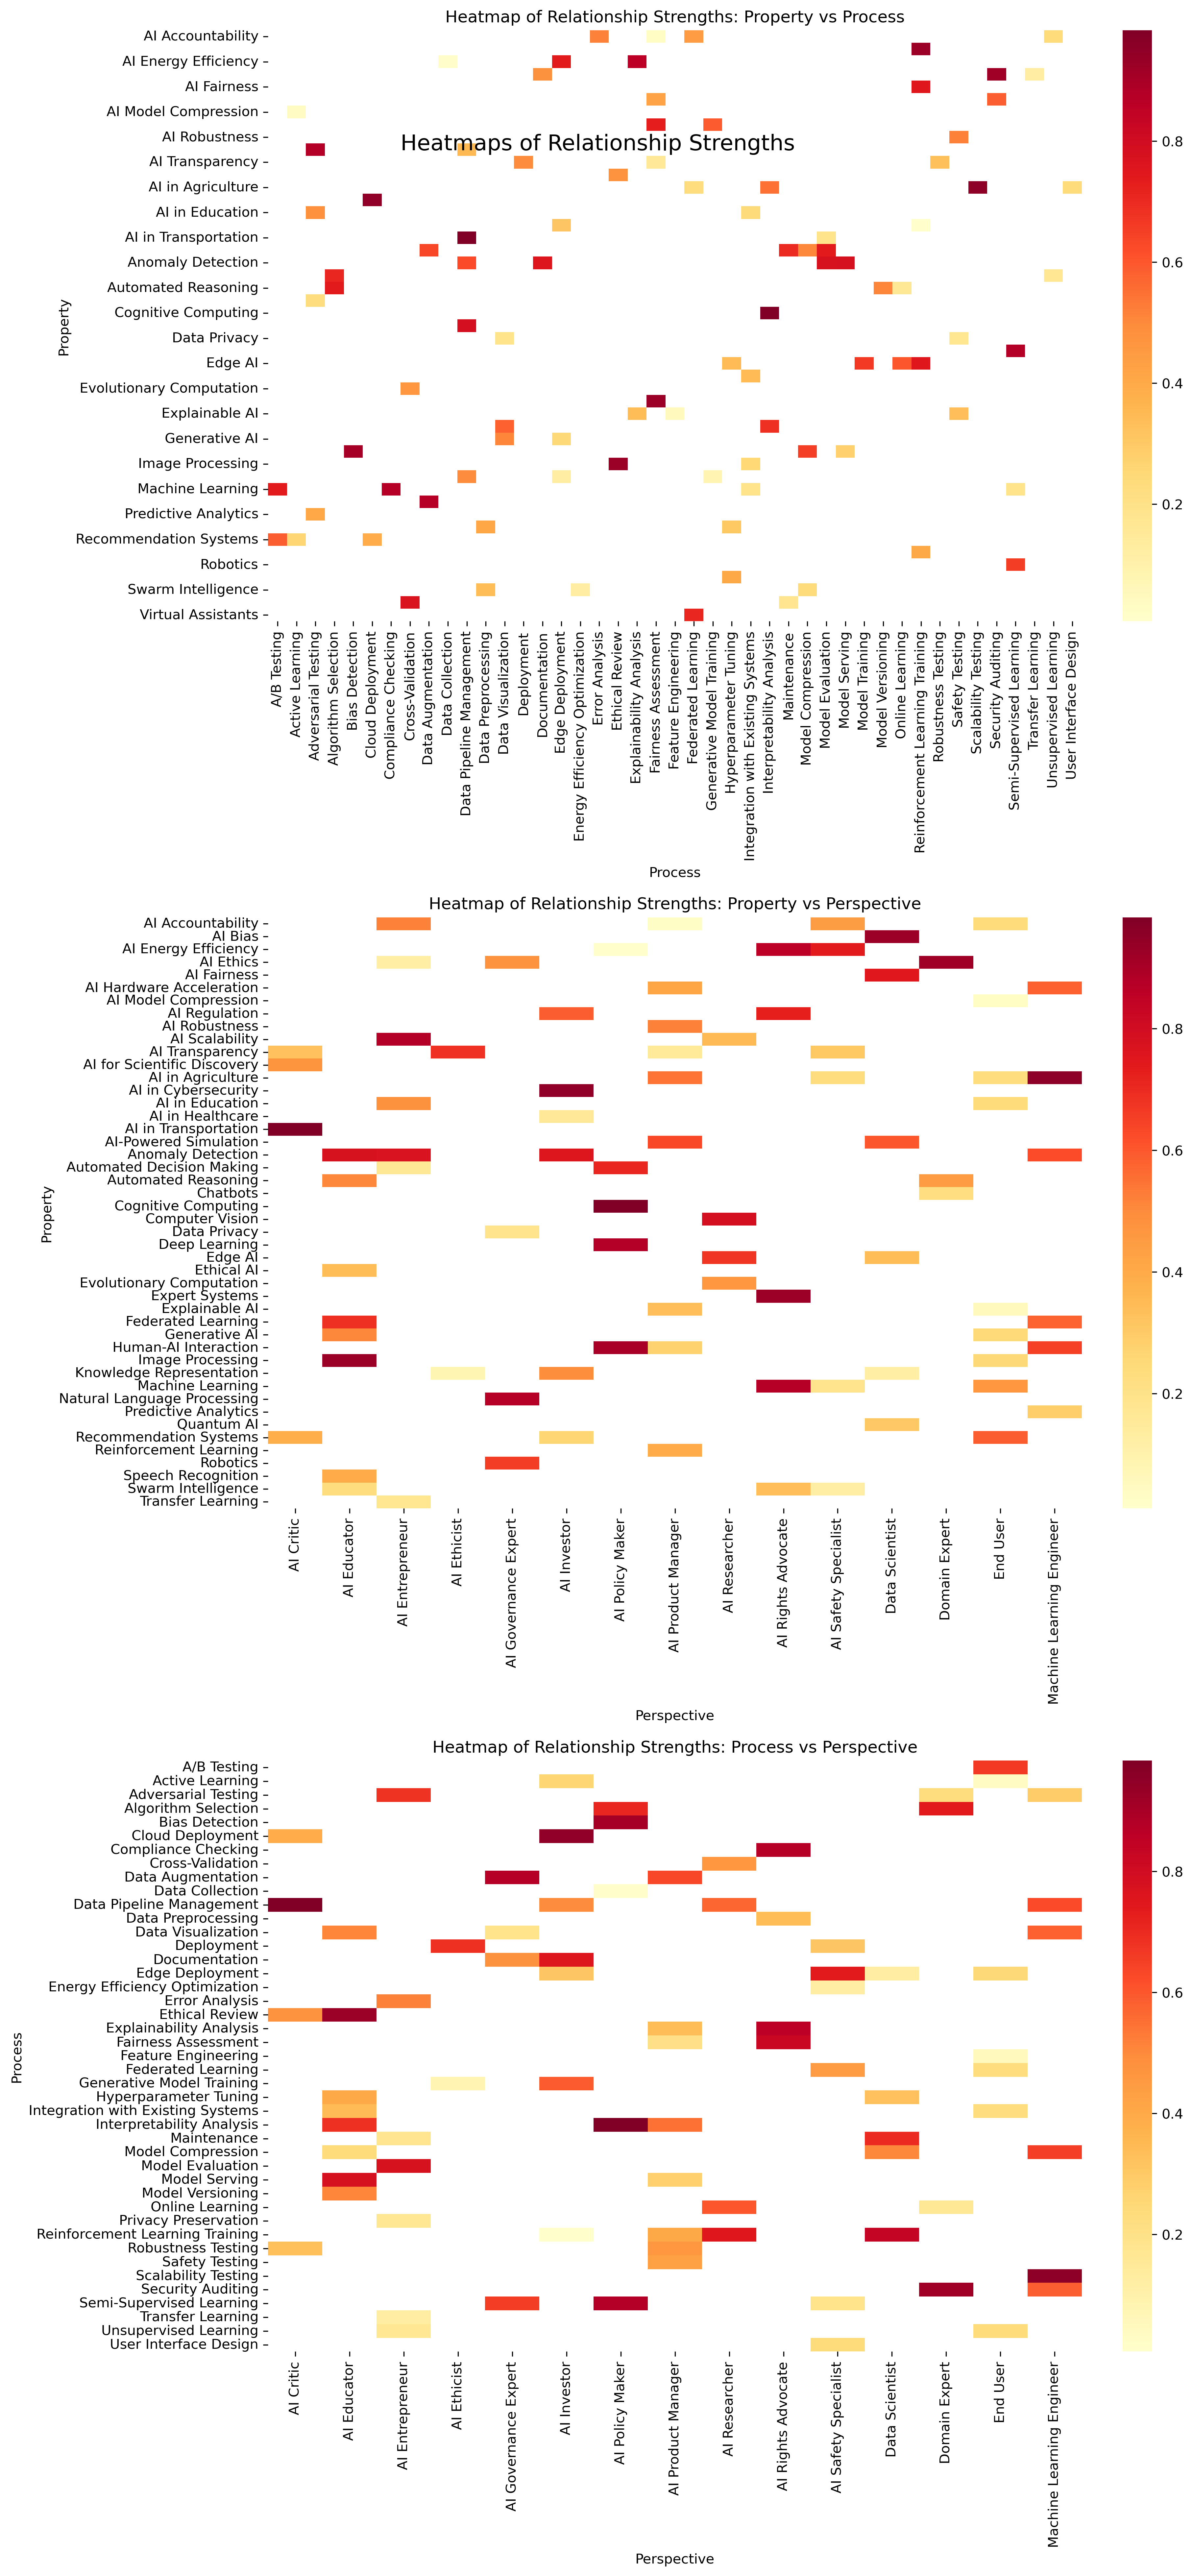 Heatmap of Relationship Strengths: Property vs Process
Heatmaps of Relationship Strengths
Property
AI Accountability
AI Energy Efficiency
AI Fairness
AI Model Compression
AI Robustness
AI Transparency
AI in Agriculture
AI in Education
AI in Transportation
Anomaly Detection
Automated Reasoning
Cognitive Computing
Data Privacy
Edge AI
Evolutionary Computation
Explainable AI
Generative AI
Image Processing
Machine Learning
Predictive Analytics
Recommendation Systems
Robotics
Swarm Intelligence
Virtual Assistants
0.8
0.6
0.4
0.2
A/B Testing
Active Learning
Adversarial Testing
Algorithm Selection
Bias Detection
Cloud Deployment
Compliance Checking
Cross-Validation
Data Augmentation
Data Collection
Data Pipeline Management
Data Preprocessing
Data Visualization
Deployment
Documentation
Edge Deployment
Energy Efficiency Optimization
Error Analysis
Ethical Review
Explainability Analysis
Fairness Assessment
Feature Engineering
Federated Learning
Generative Model Training
Hyperparameter Tuning
Integration with Existing Systems
Interpretability Analysis
Maintenance
Model Compression
Model Evaluation
Model Serving
Model Training
Model Versioning
Online Learning
Reinforcement Learning Training
Robustness Testing
Safety Testing
Scalability Testing
Security Auditing
Semi-Supervised Learning
Transfer Learning
Unsupervised Learning
User Interface Design
Process
Heatmap of Relationship Strengths: Property vs Perspective
Property
AI Accountability
AI Bias
AI Energy Efficiency
AI Ethics
AI Fairness
AI Hardware Acceleration
AI Model Compression
AI Regulation
AI Robustness
AI Scalability
AI Transparency
AI for Scientific Discovery
AI in Agriculture
AI in Cybersecurity
AI in Education
AI in Healthcare
AI in Transportation
AI-Powered Simulation
Anomaly Detection
Automated Decision Making
Automated Reasoning
Chatbots
Cognitive Computing
Computer Vision
Data Privacy
Deep Learning
Edge AI
Ethical AI
Evolutionary Computation
Expert Systems
Explainable AI
Federated Learning
Generative AI
Human-AI Interaction
Image Processing
Knowledge Representation
Machine Learning
Natural Language Processing
Predictive Analytics
Quantum AI
Recommendation Systems
Reinforcement Learning
Robotics
Speech Recognition
Swarm Intelligence
Transfer Learning
0.8
0.6
0.4
0.2
AI Critic
AI Educator
AI Entrepreneur
AI Ethicist
AI Governance Expert
AI Investor
AI Policy Maker
AI Product Manager
AI Researcher
AI Rights Advocate
AI Safety Specialist
Data Scientist
Domain Expert
End User
Machine Learning Engineer
Perspective
Heatmap of Relationship Strengths: Process vs Perspective
Process
A/B Testing
Active Learning
Adversarial Testing
Algorithm Selection
Bias Detection
Cloud Deployment
Compliance Checking
Cross-Validation
Data Augmentation
Data Collection
Data Pipeline Management
Data Preprocessing
Data Visualization
Deployment
Documentation
Edge Deployment
Energy Efficiency Optimization
Error Analysis
Ethical Review
Explainability Analysis
Fairness Assessment
Feature Engineering
Federated Learning
Generative Model Training
Hyperparameter Tuning
Integration with Existing Systems
Interpretability Analysis
Maintenance
Model Compression
Model Evaluation
Model Serving
Model Versioning
Online Learning
Privacy Preservation
Reinforcement Learning Training
Robustness Testing
Safety Testing
Scalability Testing
Security Auditing
Semi-Supervised Learning
Transfer Learning
Unsupervised Learning
User Interface Design
0.8
0.6
0.4
0.2
AI Critic
AI Educator
AI Entrepreneur
AI Ethicist
AI Governance Expert
AI Investor
AI Policy Maker
AI Product Manager
AI Researcher
AI Rights Advocate
AI Safety Specialist
Data Scientist
Domain Expert
End User
Machine Learning Engineer
Perspective